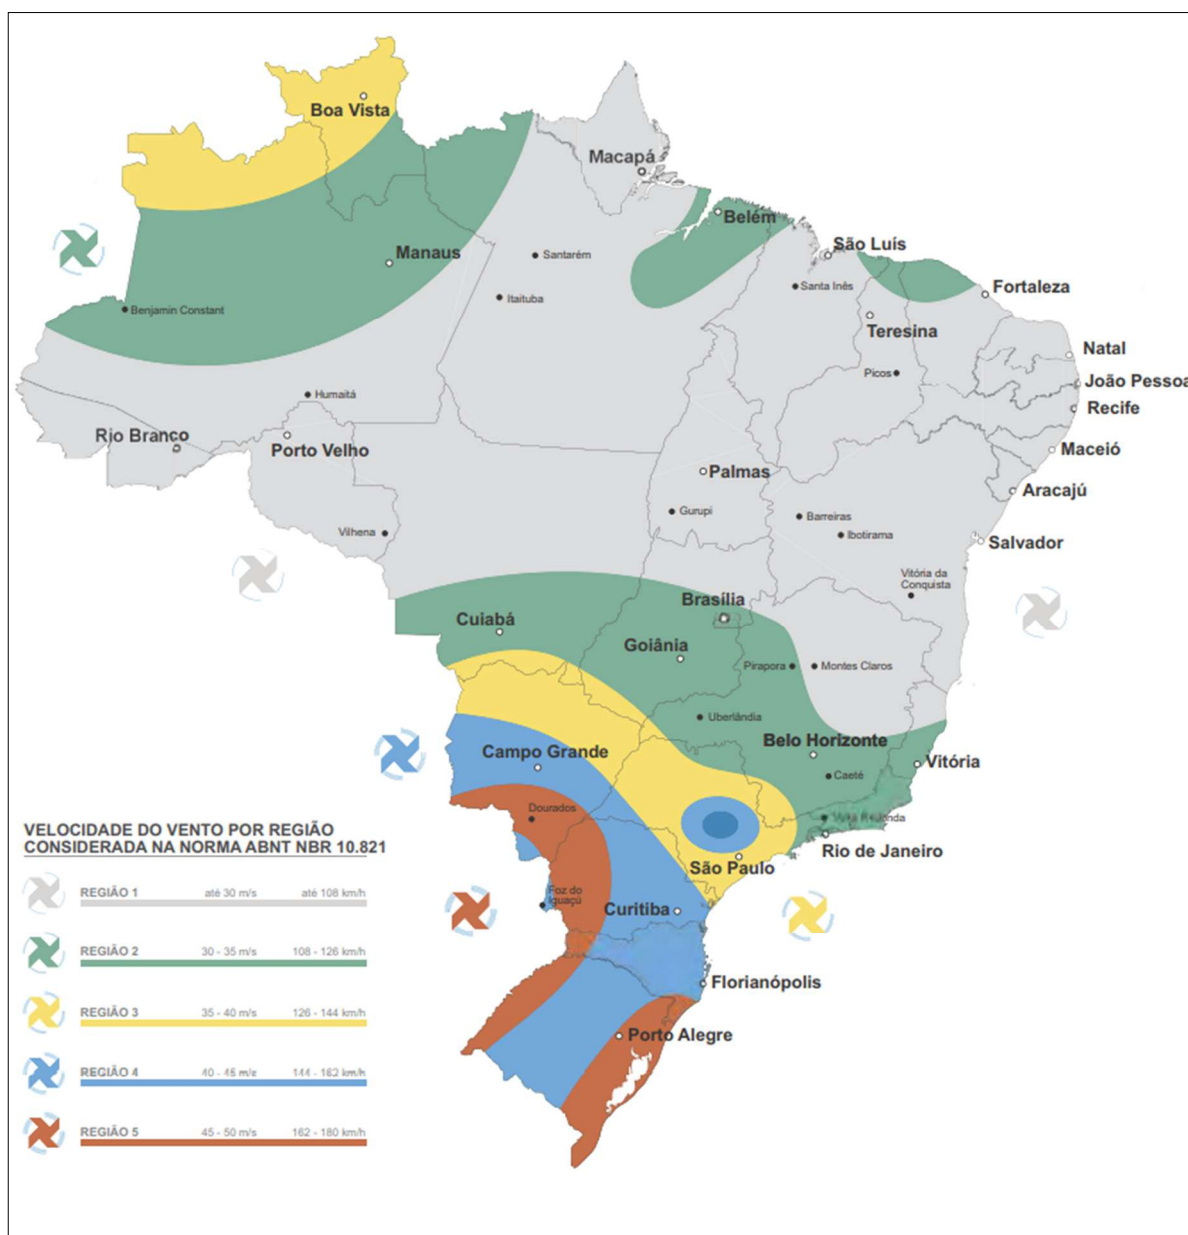 Boa Vista
Macapá
Belém
Manaus
Santarém
São Luís
Santa Inês
Fortaleza
Itaituba
Benjamin Constant
Teresina
Natal
Picos
João Pessoa
Humaitá
Recife
Rio Branco
Porto Velho
Maceió
Palmas
Aracajú
Gurupi
Barreiras
Vilhena
Ibotirama
Salvador
Vitória da
Conquista
Brasília
Cuiabá
Goiânia
Pirapora
Montes Claros
Uberlândia
Belo Horizonte
Campo Grande
Vitória
Caeté
Dourados
Volta Redonda
Rio de Janeiro
São Paulo
Foz do
Iguaçú
Curitiba
Florianópolis
Porto Alegre
VELOCIDADE DO VENTO POR REGIÃO
CONSIDERADA NA NORMA ABNT NBR 10.821
REGIÃO 1 até 30 m/s até 108 km/h
REGIÃO 2 30 - 35 m/s 108 - 126 km/h
REGIÃO 3 35 - 40 m/s 126 - 144 km/h
REGIÃO 4 40 - 45 m/s 144 - 162 km/h
REGIÃO 5 45 - 50 m/s 162 - 180 km/h